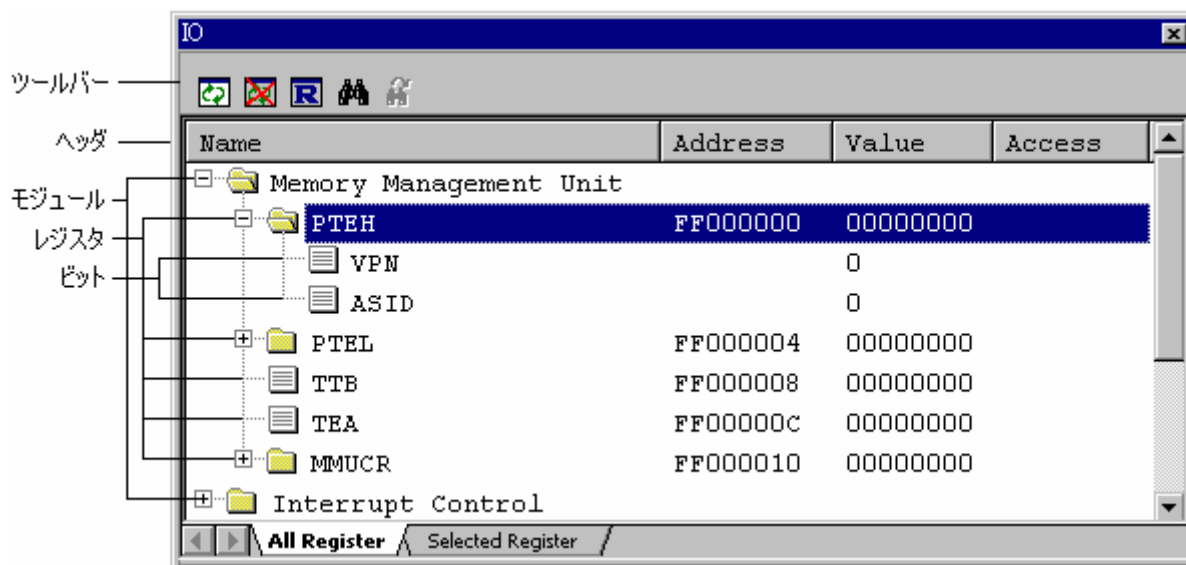 IO
ツールバー
R
ヘッダ
Name Address Value Access
モジュール
Memory Management Unit
レジスタ
PTEH FF000000 00000000
ビット
VPN 0
ASID 0
PTEL FF000004 00000000
TTB FF000008 00000000
TEA FF00000C 00000000
MMUCR FF000010 00000000
Interrupt Control
All Register Selected Register